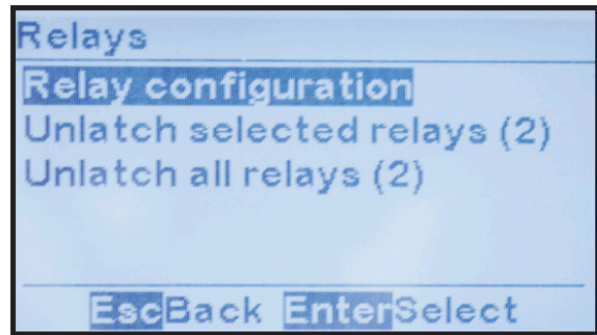 Relays
Relay configuration
Unlatch selected relays (2)
Unlatch all relays (2)
EscBack EnterSelect